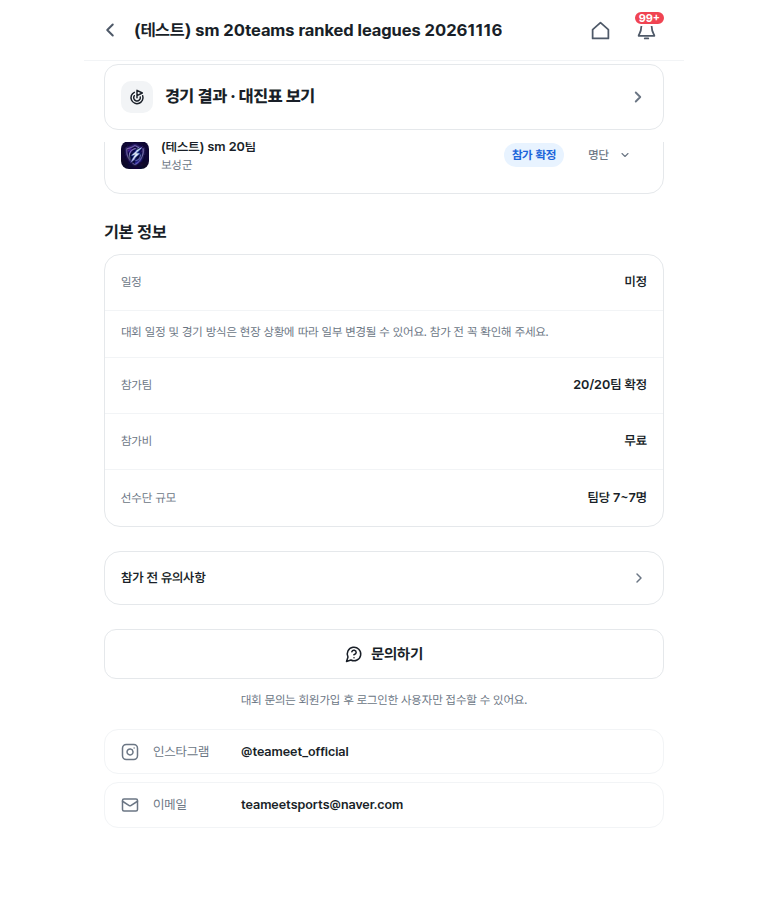 (테스트) sm 20teams ranked leagues 20261116
99+
경기 결과 · 대진표 보기
(테스트) sm 20팀
보성군
참가 확정
명단
기본 정보
일정
미정
대회 일정 및 경기 방식은 현장 상황에 따라 일부 변경될 수 있어요. 참가 전 꼭 확인해 주세요.
참가팀
20/20팀 확정
참가비
무료
선수단 규모
팀당 7~7명
참가 전 유의사항
문의하기
대회 문의는 회원가입 후 로그인한 사용자만 접수할 수 있어요.
인스타그램
@teameet_official
이메일
teameetsports@naver.com